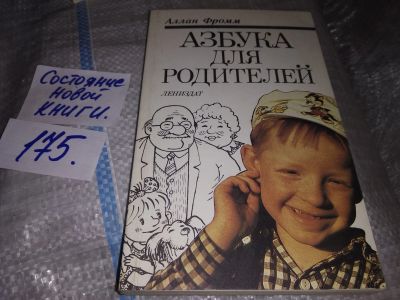 Состояние
новой
книги.
175.
Аллан Фромм
АЗБУКА
ДЛЯ
РОДИТЕЛЕЙ
ЛЕНИЗДАТ